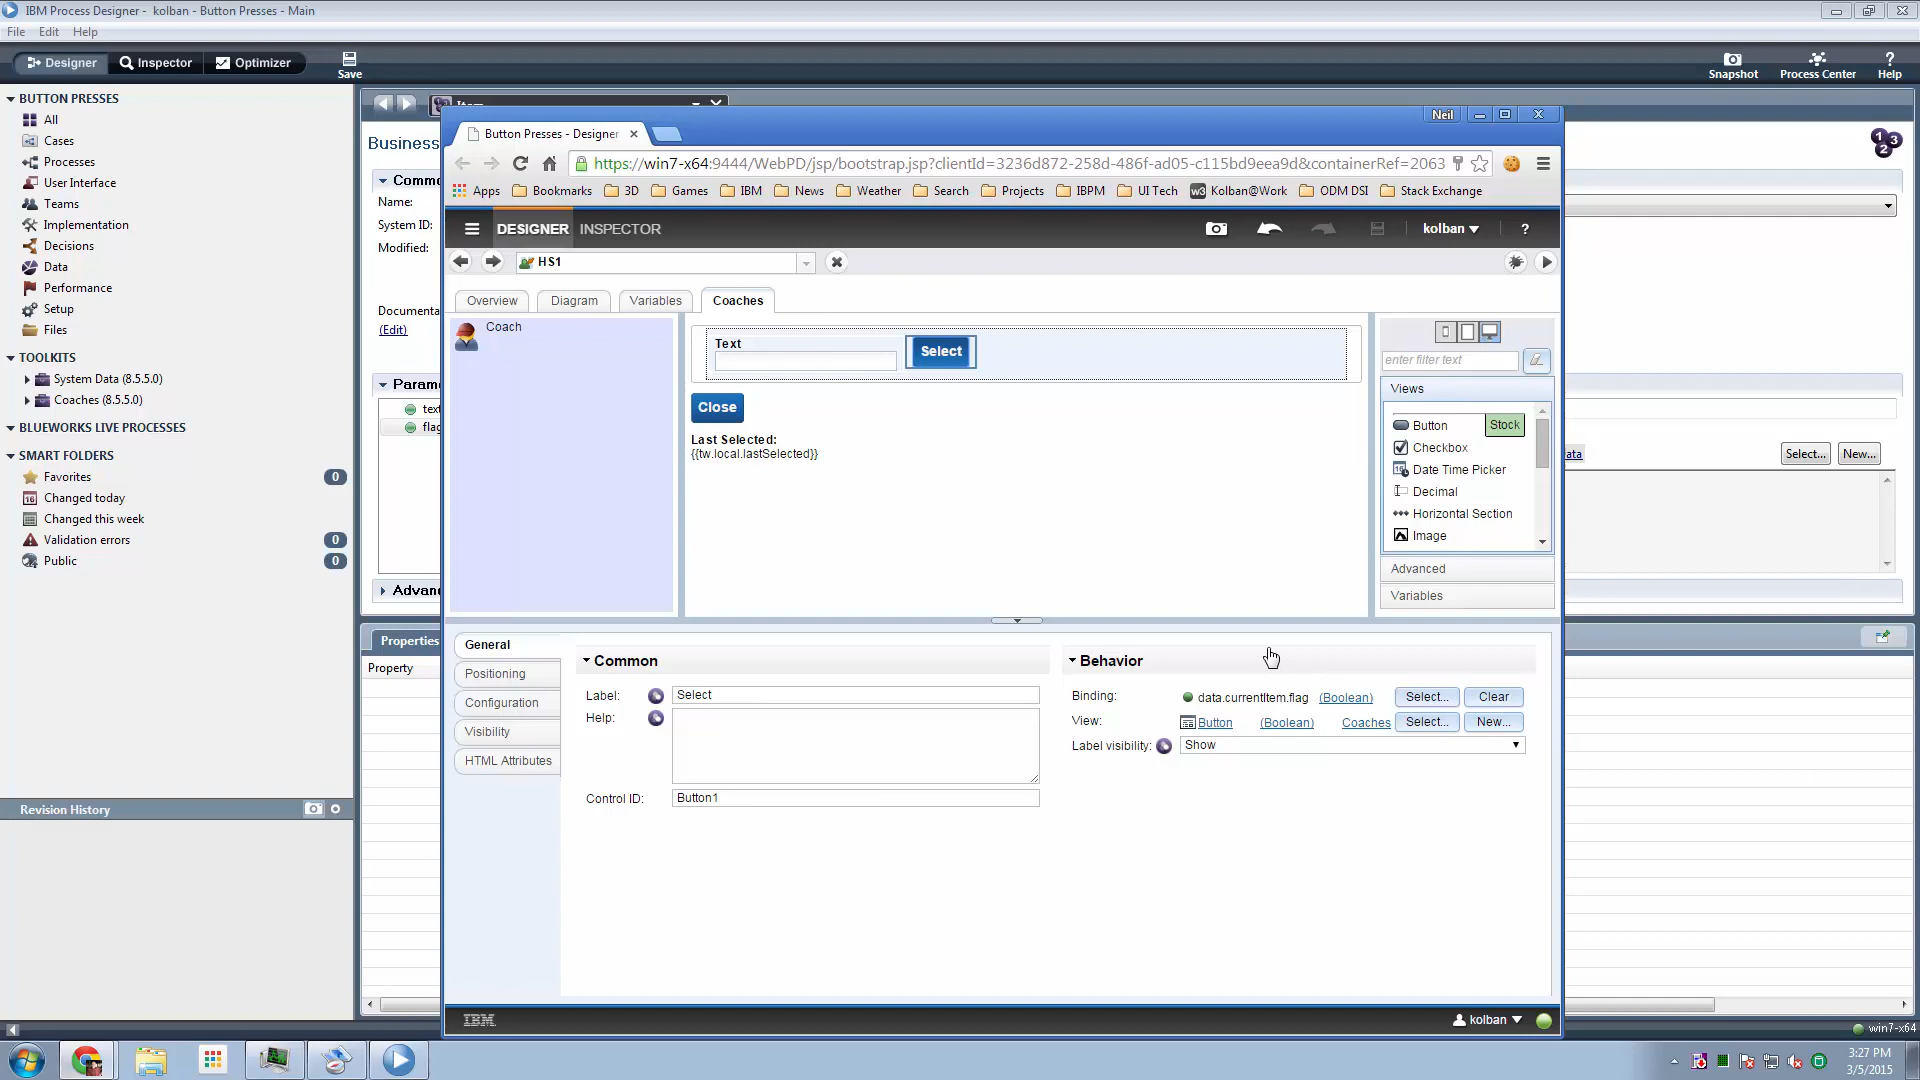 IBM Process Designer - kolban - Button Presses - Main
File Edit Help
Designer Inspector Optimizer Save Snapshot Process Center Help
BUTTON PRESSES
All
Cases
Processes
User Interface
Teams
Implementation
Decisions
Data
Performance
Setup
Files
TOOLKITS
System Data (8.5.5.0)
Coaches (8.5.5.0)
BLUEWORKS LIVE PROCESSES
SMART FOLDERS
Favorites 0
Changed today
Changed this week
Validation errors 0
Public 0
Revision History
Business
Commo
Name:
System ID:
Modified:
Documenta
(Edit)
Param
text
flag
Advan
Properties
Property
Neil
Button Presses - Designer
https://win7-x64:9444/WebPD/jsp/bootstrap.jsp?clientId=3236d872-258d-486f-ad05-c115bd9eea9d&containerRef=2063
Apps Bookmarks 3D Games IBM News Weather Search Projects IBPM UI Tech w3 Kolban@Work ODM DSI Stack Exchange
DESIGNER INSPECTOR kolban ?
HS1
Overview Diagram Variables Coaches
Coach
Text
Select
Close
Last Selected:
{{tw.local.lastSelected}}
enter filter text
Views
Button Stock
Checkbox
Date Time Picker
Decimal
Horizontal Section
Image
Advanced
Variables
General
Positioning
Configuration
Visibility
HTML Attributes
Common
Label: Select
Help:
Control ID: Button1
Behavior
Binding: data.currentItem.flag (Boolean) Select... Clear
View: Button (Boolean) Coaches Select... New...
Label visibility: Show
IBM kolban
ata Select... New...
1 2 3
win7-x64
3:27 PM
3/5/2015